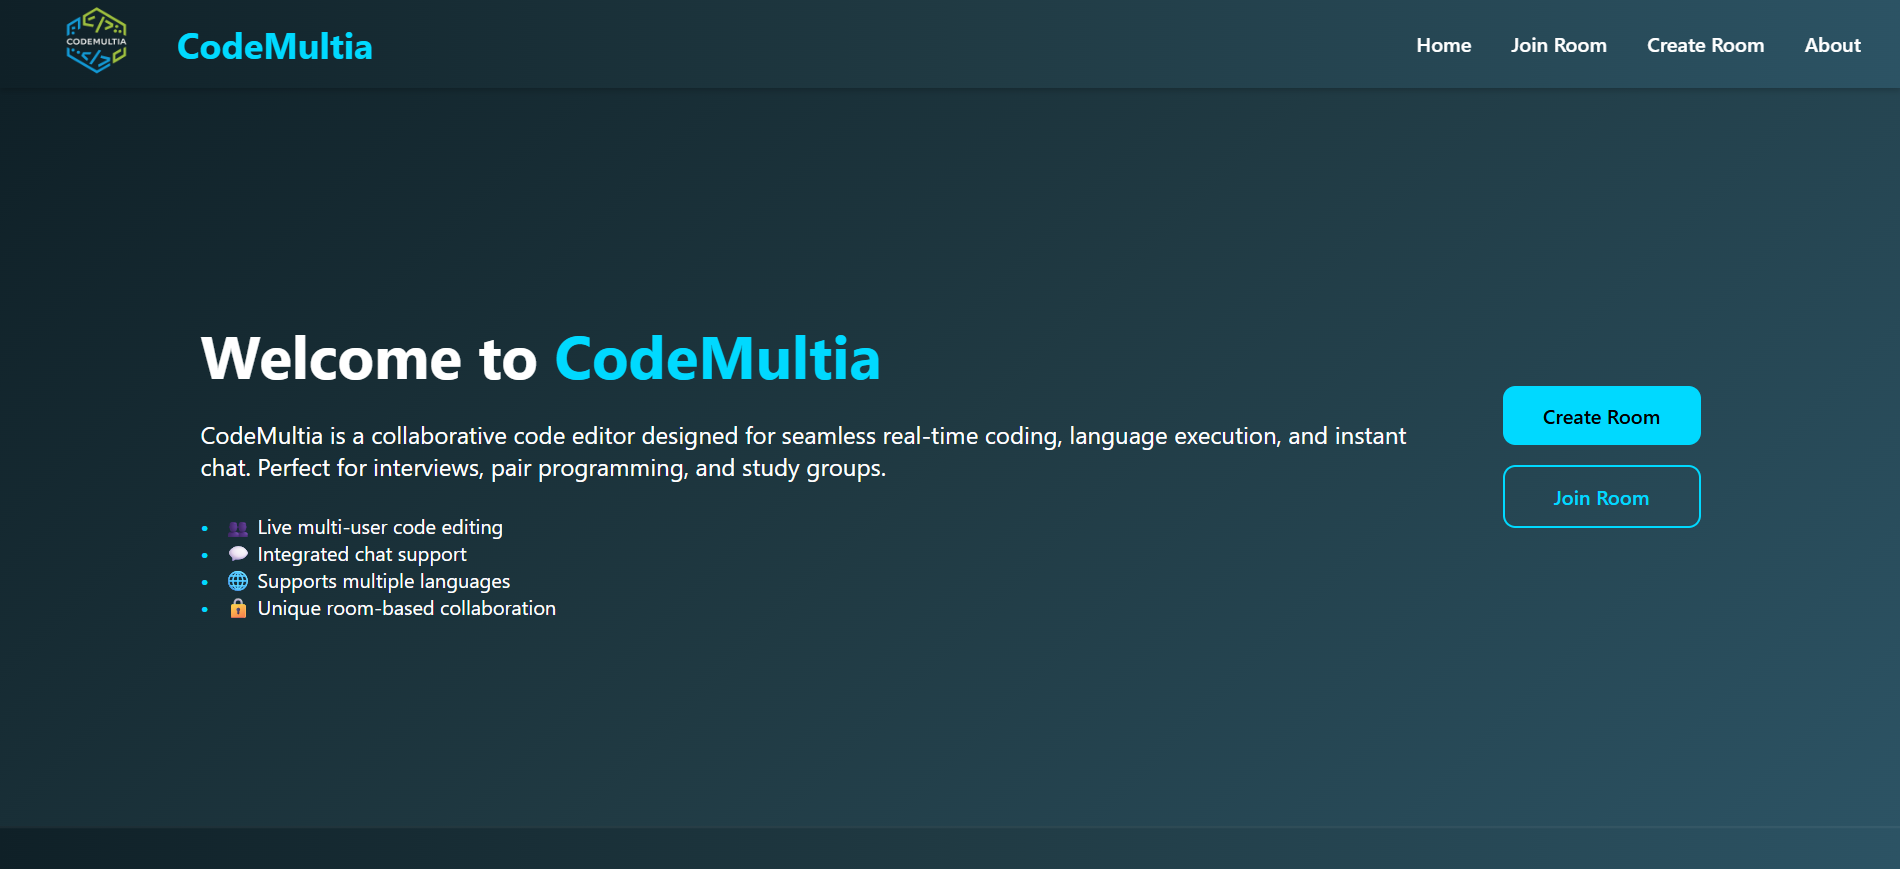 CODEMULTIA
CodeMultia
Home
Join Room
Create Room
About
Welcome to CodeMultia
CodeMultia is a collaborative code editor designed for seamless real-time coding, language execution, and instant
chat. Perfect for interviews, pair programming, and study groups.
• 👥 Live multi-user code editing
• 💬 Integrated chat support
• 🌐 Supports multiple languages
• 🔒 Unique room-based collaboration
Create Room
Join Room